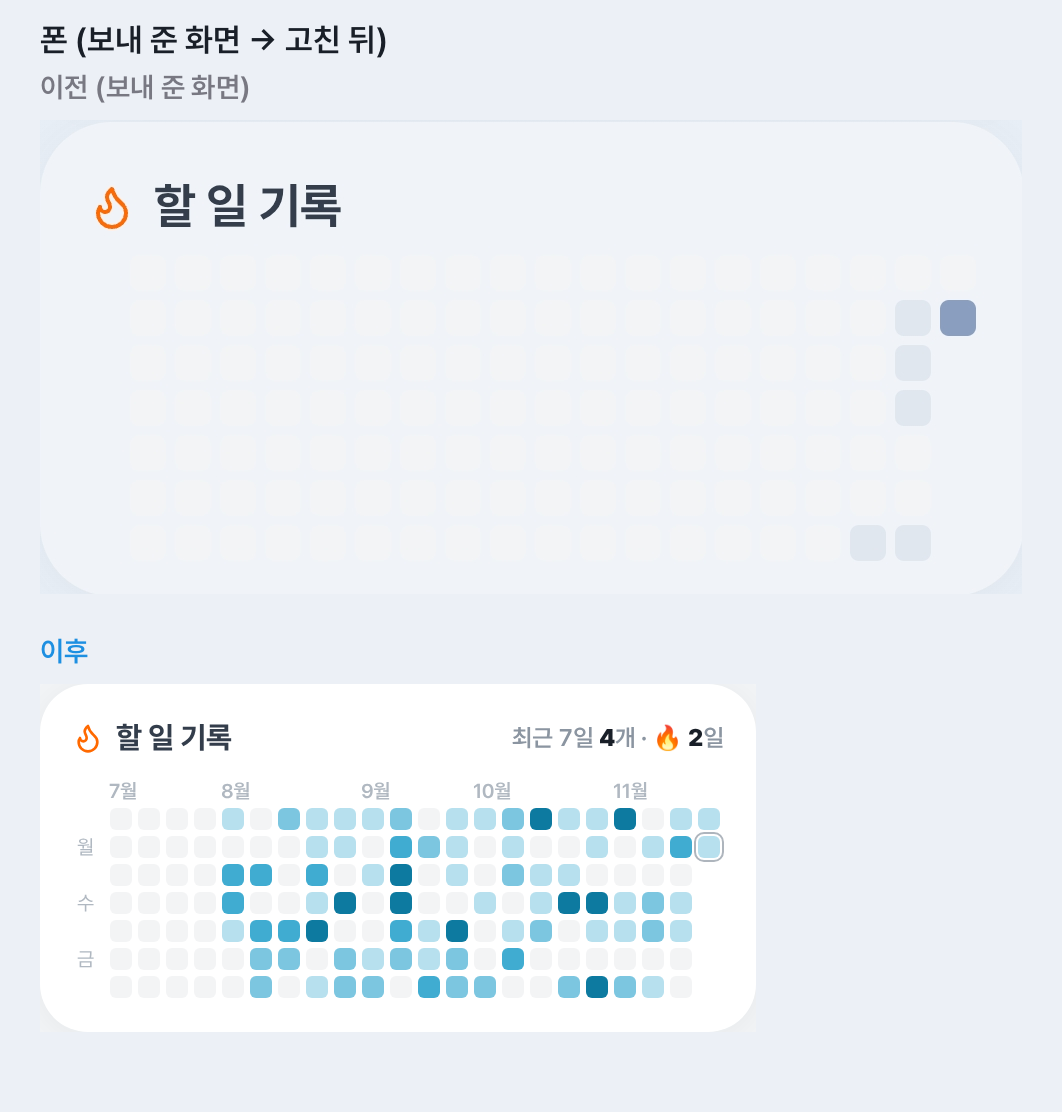 폰 (보내 준 화면 → 고친 뒤)
이전 (보내 준 화면)
할 일 기록
이후
할 일 기록 최근 7일 4개 · 🔥 2일
7월 8월 9월 10월 11월
월
수
금